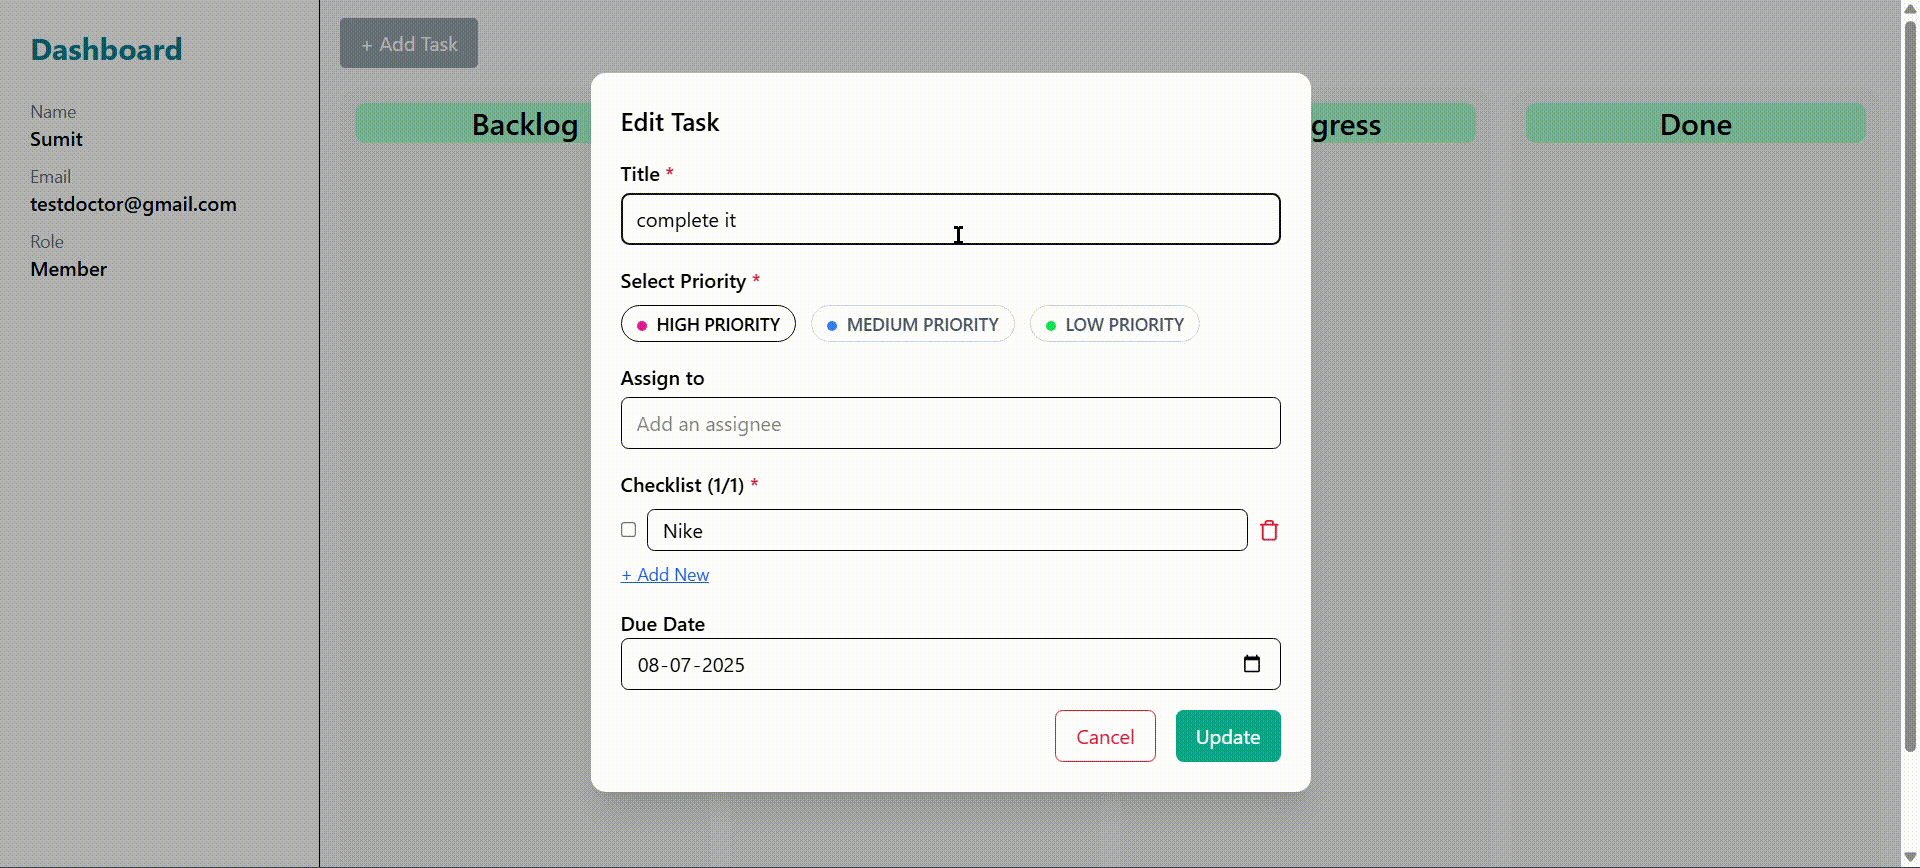 Dashboard
Name
Sumit
Email
testdoctor@gmail.com
Role
Member
+ Add Task
Backlog
gress
Done
Edit Task
Title *
complete it
Select Priority *
HIGH PRIORITY
MEDIUM PRIORITY
LOW PRIORITY
Assign to
Add an assignee
Checklist (1/1) *
Nike
+ Add New
Due Date
08-07-2025
Cancel
Update